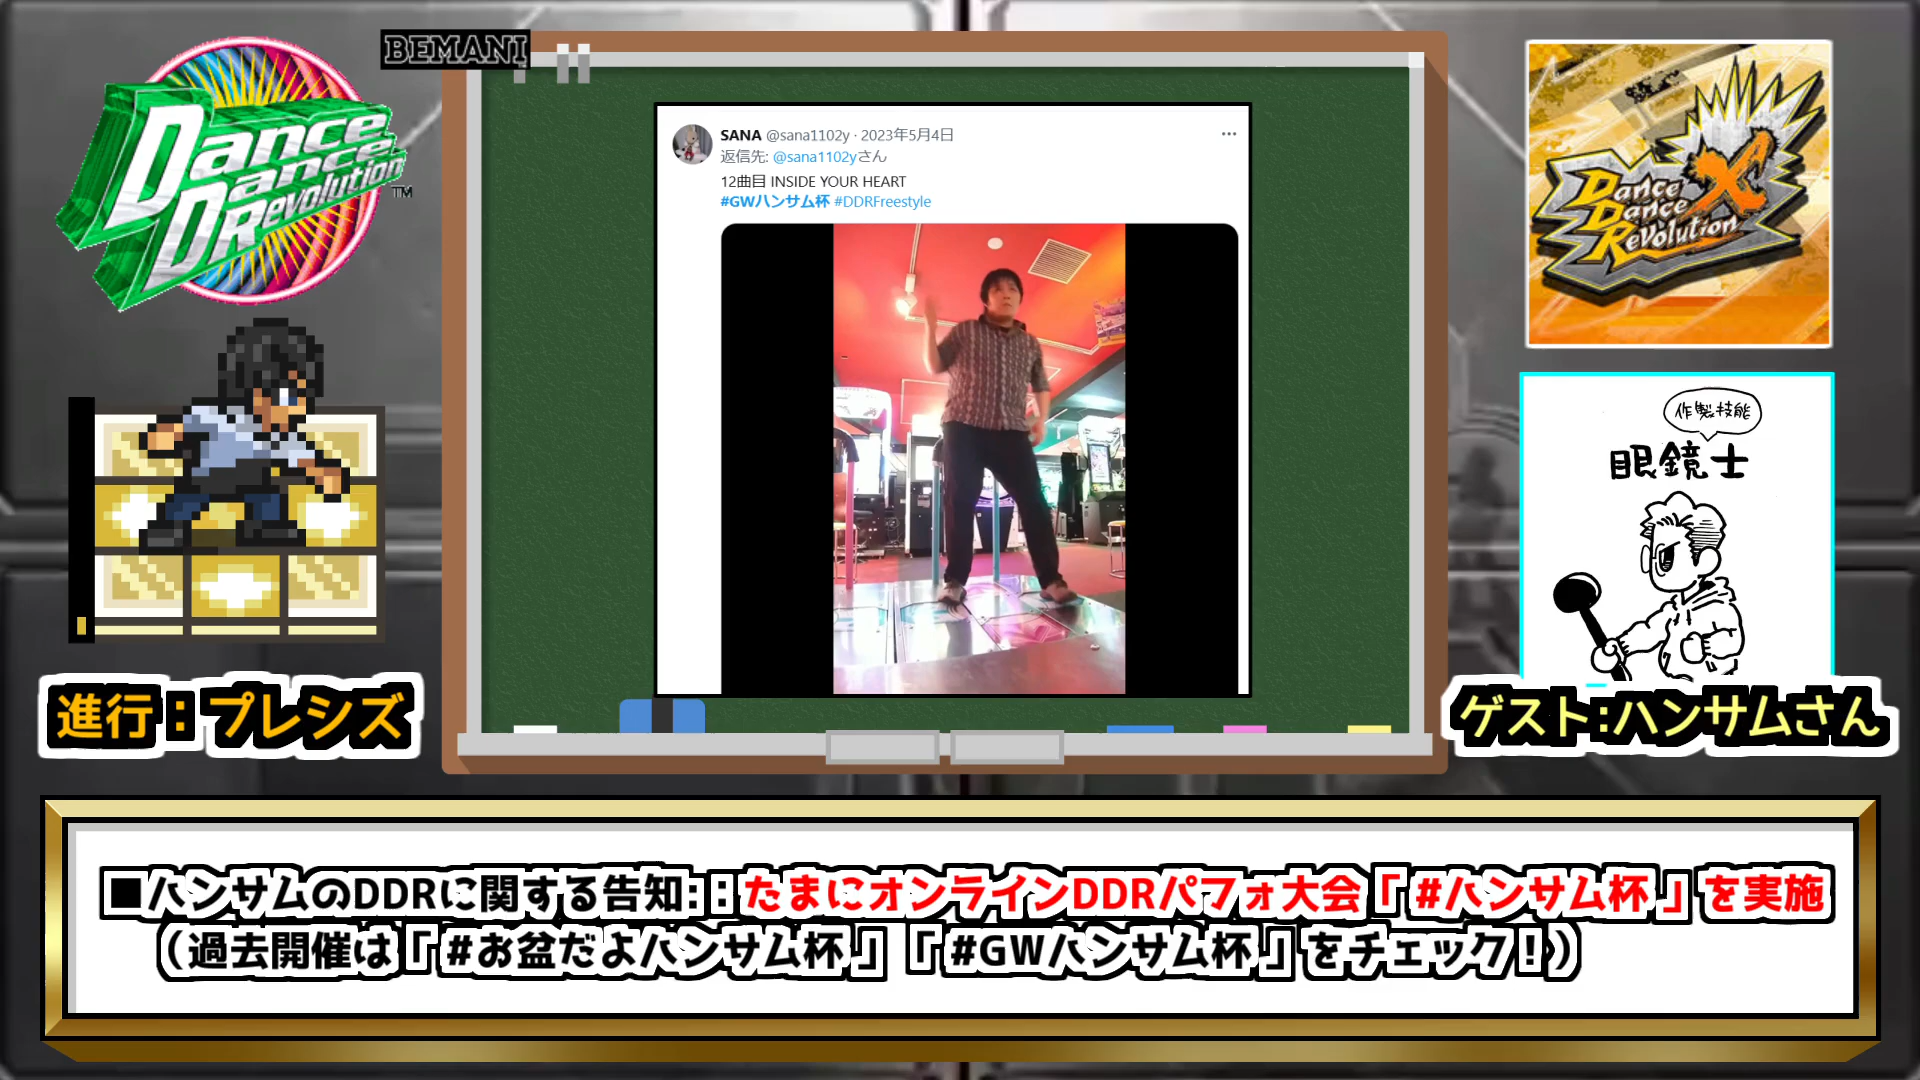 BEMANI
Dance
Dance
Revolution
TM
SANA @sana1102y · 2023年5月4日
返信先: @sana1102yさん
12曲目 INSIDE YOUR HEART
#GWハンサム杯 #DDRFreestyle
Dance
Dance X
Revolution
作製技能
眼鏡士
進行：プレシズ
ゲスト:ハンサムさん
■ハンサムのDDRに関する告知::たまにオンラインDDRパフォ大会「 #ハンサム杯 」を実施
（過去開催は「 #お盆だよハンサム杯 」「 #GWハンサム杯 」をチェック！）